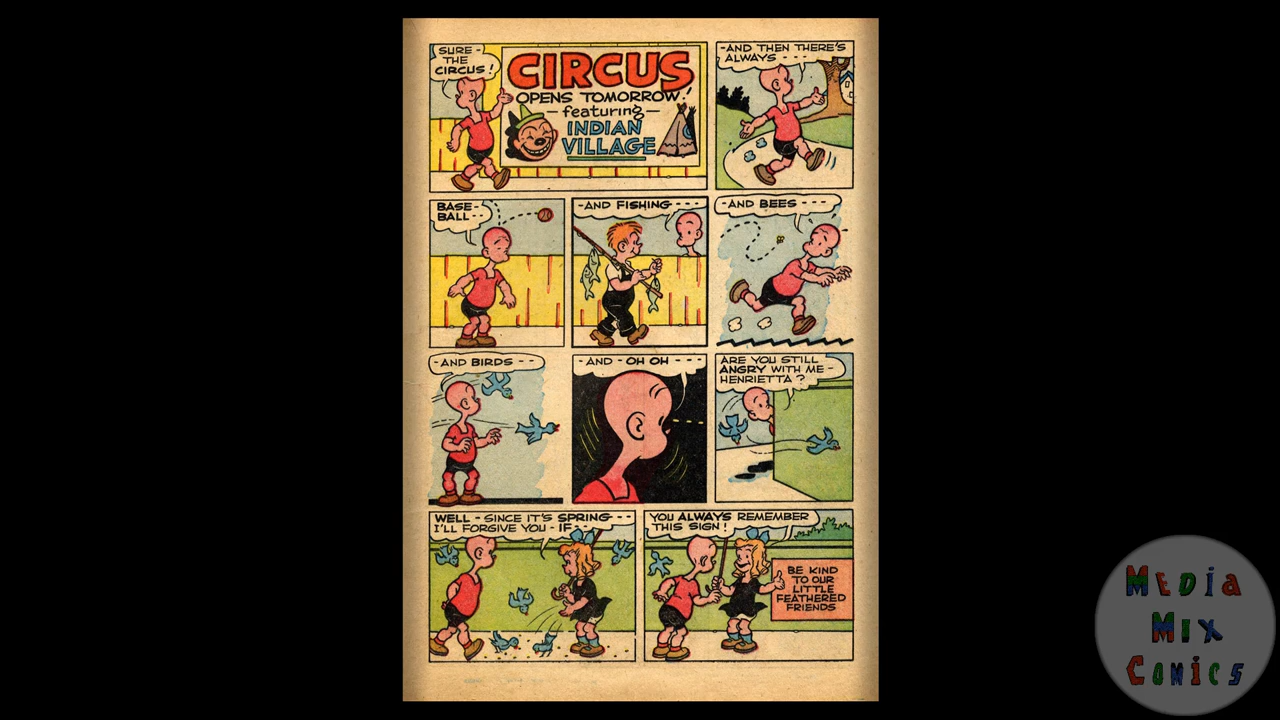 SURE -
THE
CIRCUS!
CIRCUS
OPENS TOMORROW!
- featuring -
INDIAN
VILLAGE
-AND THEN THERE'S
ALWAYS - - -
BASE-
BALL--
-AND FISHING - - -
-AND BEES - - - -
-AND BIRDS - -
-AND - OH OH - - -
ARE YOU STILL
ANGRY WITH ME -
HENRIETTA?
WELL - SINCE IT'S SPRING - - -
I'LL FORGIVE YOU - IF - -
YOU ALWAYS REMEMBER
THIS SIGN!
BE KIND
TO OUR
LITTLE
FEATHERED
FRIENDS
MEDiA
MIX
COMICS